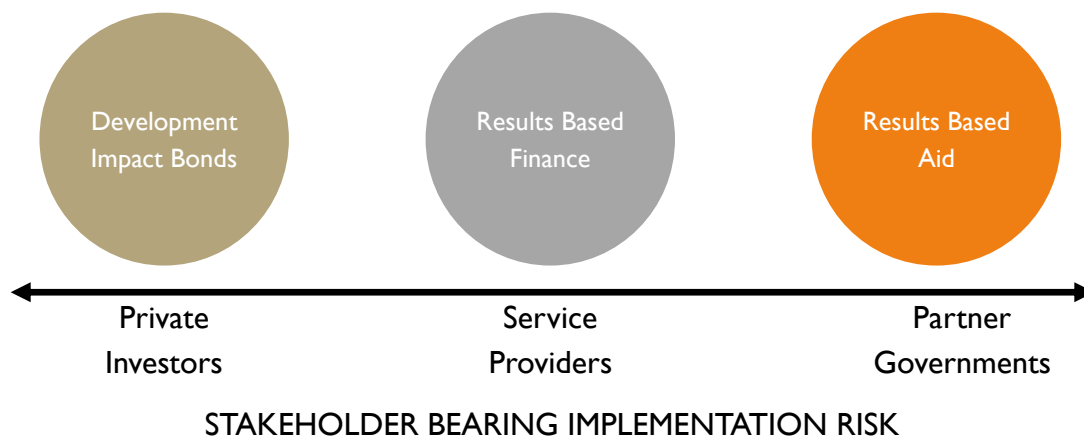 Development
Impact Bonds
Results Based
Finance
Results Based
Aid
Private
Investors
Service
Providers
Partner
Governments
STAKEHOLDER BEARING IMPLEMENTATION RISK